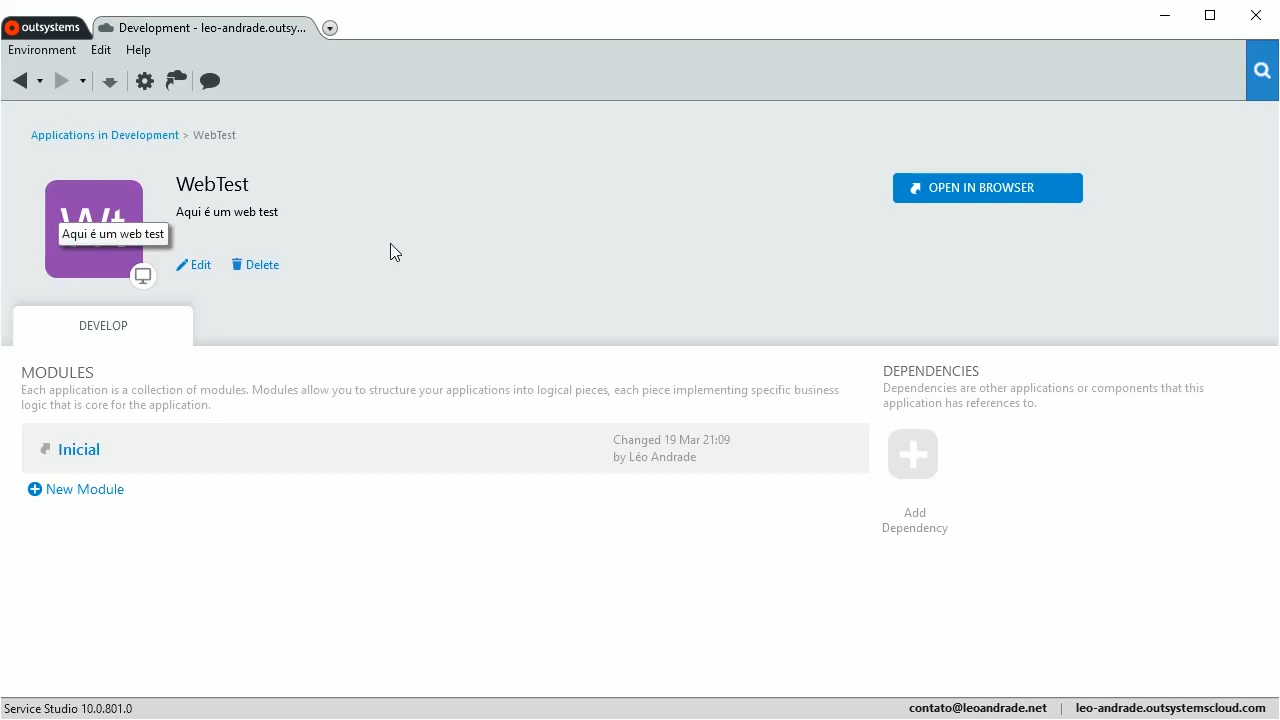 outsystems
Development - leo-andrade.outsy...
Environment
Edit
Help
Applications in Development > WebTest
Wt
WebTest
Aqui é um web test
Aqui é um web test
Edit
Delete
OPEN IN BROWSER
DEVELOP
MODULES
Each application is a collection of modules. Modules allow you to structure your applications into logical pieces, each piece implementing specific business
logic that is core for the application.
Inicial
Changed 19 Mar 21:09
by Léo Andrade
New Module
DEPENDENCIES
Dependencies are other applications or components that this
application has references to.
Add
Dependency
Service Studio 10.0.801.0
contato@leoandrade.net | leo-andrade.outsystemscloud.com